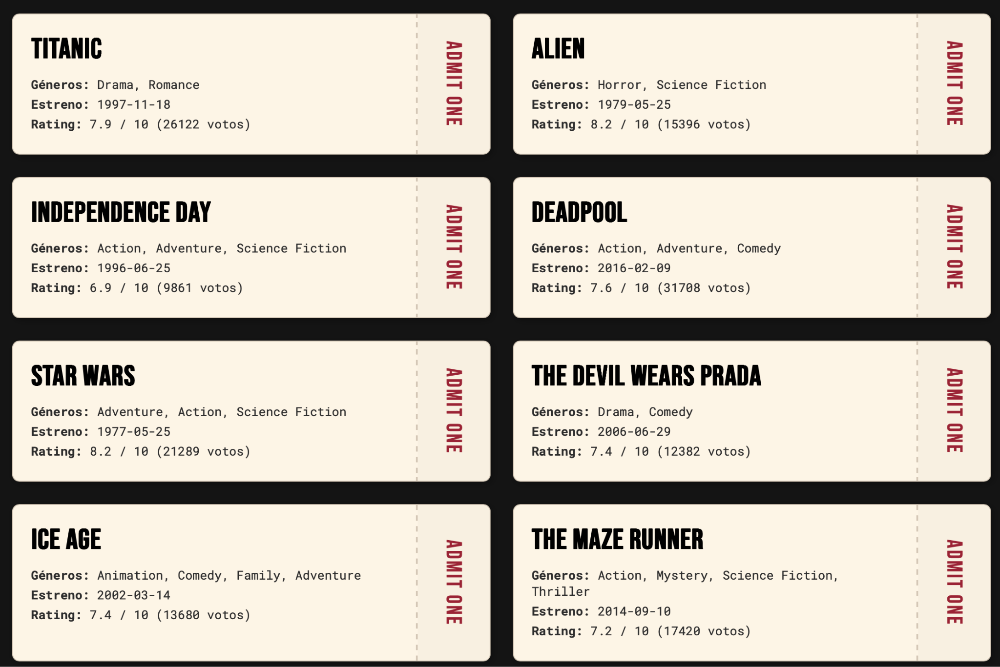 TITANIC
Géneros: Drama, Romance
Estreno: 1997-11-18
Rating: 7.9 / 10 (26122 votos)
ADMIT ONE
ALIEN
Géneros: Horror, Science Fiction
Estreno: 1979-05-25
Rating: 8.2 / 10 (15396 votos)
ADMIT ONE
INDEPENDENCE DAY
Géneros: Action, Adventure, Science Fiction
Estreno: 1996-06-25
Rating: 6.9 / 10 (9861 votos)
ADMIT ONE
DEADPOOL
Géneros: Action, Adventure, Comedy
Estreno: 2016-02-09
Rating: 7.6 / 10 (31708 votos)
ADMIT ONE
STAR WARS
Géneros: Adventure, Action, Science Fiction
Estreno: 1977-05-25
Rating: 8.2 / 10 (21289 votos)
ADMIT ONE
THE DEVIL WEARS PRADA
Géneros: Drama, Comedy
Estreno: 2006-06-29
Rating: 7.4 / 10 (12382 votos)
ADMIT ONE
ICE AGE
Géneros: Animation, Comedy, Family, Adventure
Estreno: 2002-03-14
Rating: 7.4 / 10 (13680 votos)
ADMIT ONE
THE MAZE RUNNER
Géneros: Action, Mystery, Science Fiction,
Thriller
Estreno: 2014-09-10
Rating: 7.2 / 10 (17420 votos)
ADMIT ONE